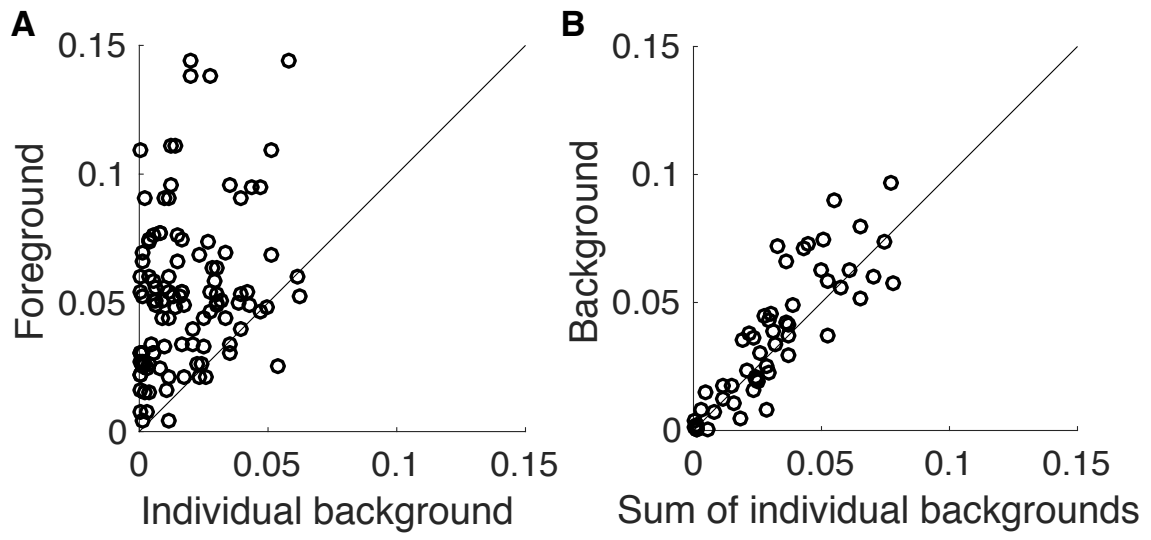 A
Foreground
0.15
0.1
0.05
0
0 0.05 0.1 0.15
Individual background
B
Background
0.15
0.1
0.05
0
0 0.05 0.1 0.15
Sum of individual backgrounds